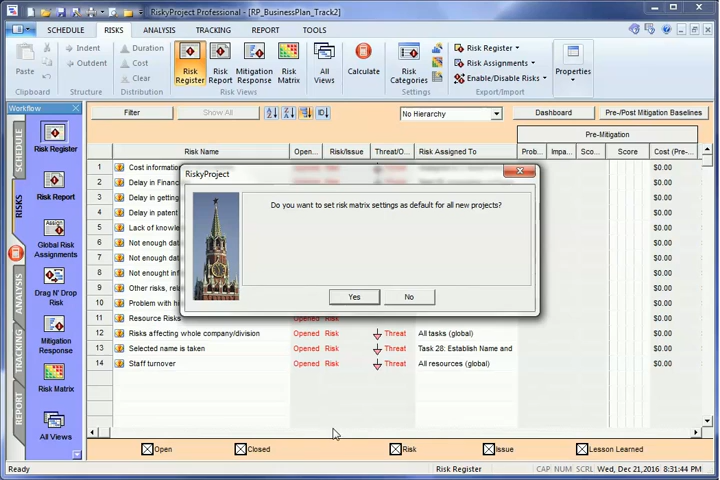 RiskyProject Professional - [RP_BusinessPlan_Track2]
SCHEDULE RISKS ANALYSIS TRACKING REPORT TOOLS
Paste
Clipboard
Indent
Outdent
Structure
Duration
Cost
Clear
Distribution
Risk Register
Risk Report
Mitigation Response
Risk Matrix
Risk Views
All Views
Calculate
Risk Categories
Risk Register
Risk Assignments
Enable/Disable Risks
Export/Import
Properties
Workflow
Filter Show All No Hierarchy Dashboard Pre-/Post Mitigation Baselines
Pre-Mitigation
Risk Name Open... Risk/Issue Threat/O... Risk Assigned To Prob... Impa... Sco... Score Cost (Pre-
SCHEDULE
RISKS
ANALYSIS
TRACKING
REPORT
Risk Register
Risk Report
Global Risk Assignments
Drag N' Drop Risk
Mitigation Response
Risk Matrix
All Views
1 Cost information $0.00
2 Delay in Financi $0.00
3 Delay in getting $0.00
4 Delay in patent $0.00
5 Lack of knowle $0.00
6 Not enough date $0.00
7 Not enough date $0.00
8 Not enought infi $0.00
9 Other risks, rela $0.00
10 Problem with hi $0.00
11 Resource Risks $0.00
12 Risks affecting whole company/division Opened Risk Threat All tasks (global) $0.00
13 Selected name is taken Opened Risk Threat Task 28: Establish Name and $0.00
14 Staff turnover Opened Risk Threat All resources (global) $0.00
RiskyProject
Do you want to set risk matrix settings as default for all new projects?
Yes No
Open Closed Risk Issue Lesson Learned
Ready Risk Register CAP NUM SCRL Wed, Dec 21,2016 8:31:44 PM